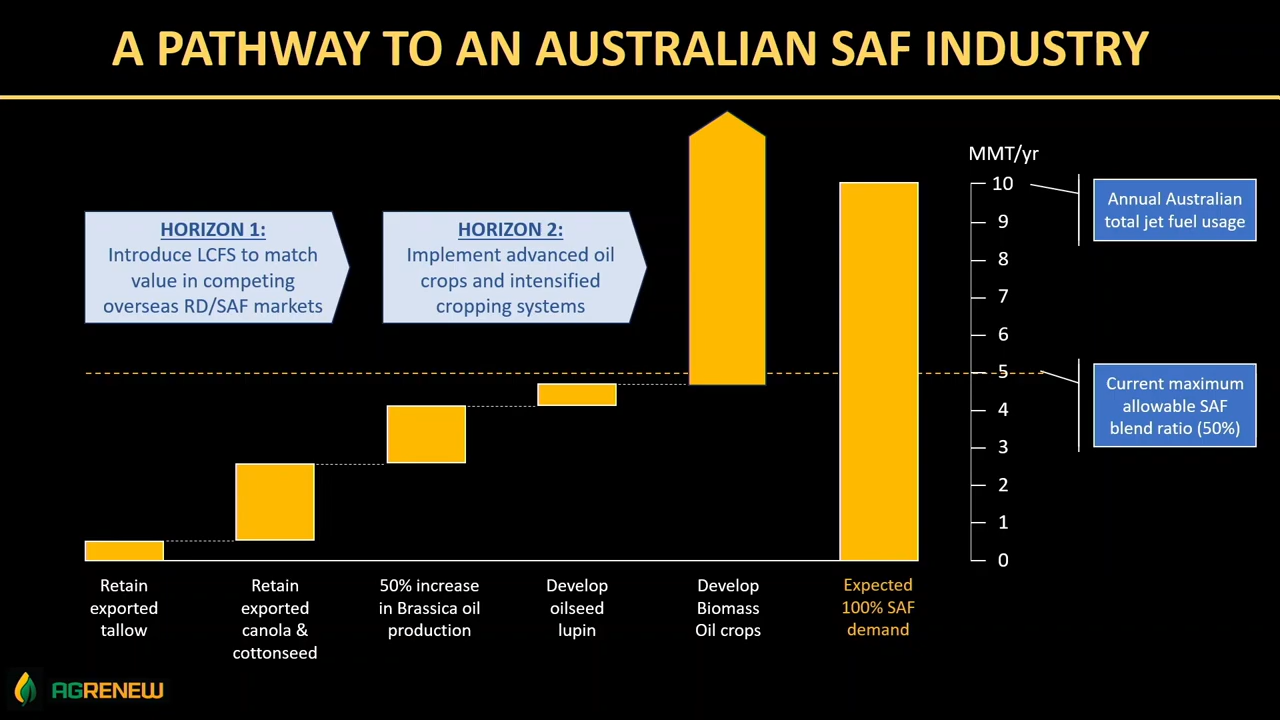 A PATHWAY TO AN AUSTRALIAN SAF INDUSTRY
HORIZON 1:
Introduce LCFS to match
value in competing
overseas RD/SAF markets
HORIZON 2:
Implement advanced oil
crops and intensified
cropping systems
MMT/yr
10
9
8
7
6
5
4
3
2
1
0
Annual Australian
total jet fuel usage
Current maximum
allowable SAF
blend ratio (50%)
Retain
exported
tallow
Retain
exported
canola &
cottonseed
50% increase
in Brassica oil
production
Develop
oilseed
lupin
Develop
Biomass
Oil crops
Expected
100% SAF
demand
AGRENEW